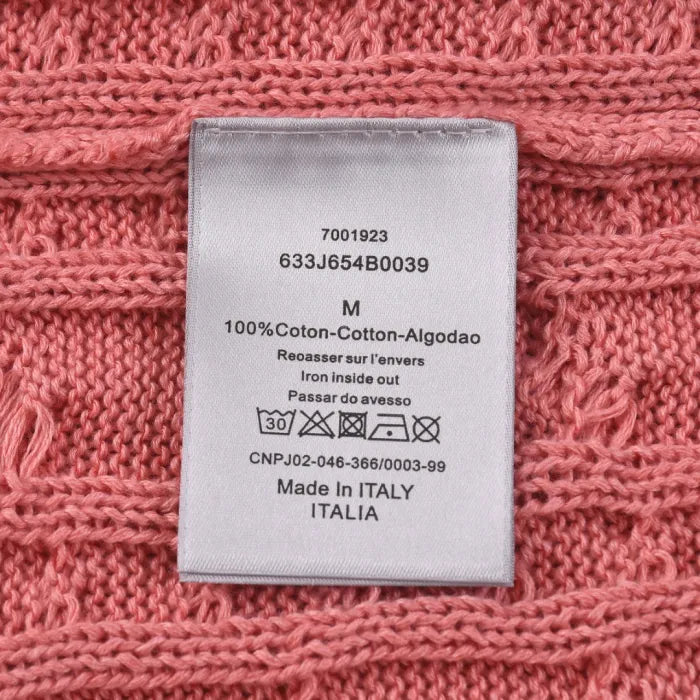 7001923
633J654B0039
M
100%Coton-Cotton-Algodao
Reoasser sur l'envers
Iron inside out
Passar do avesso
30
CNPJ02-046-366/0003-99
Made In ITALY
ITALIA